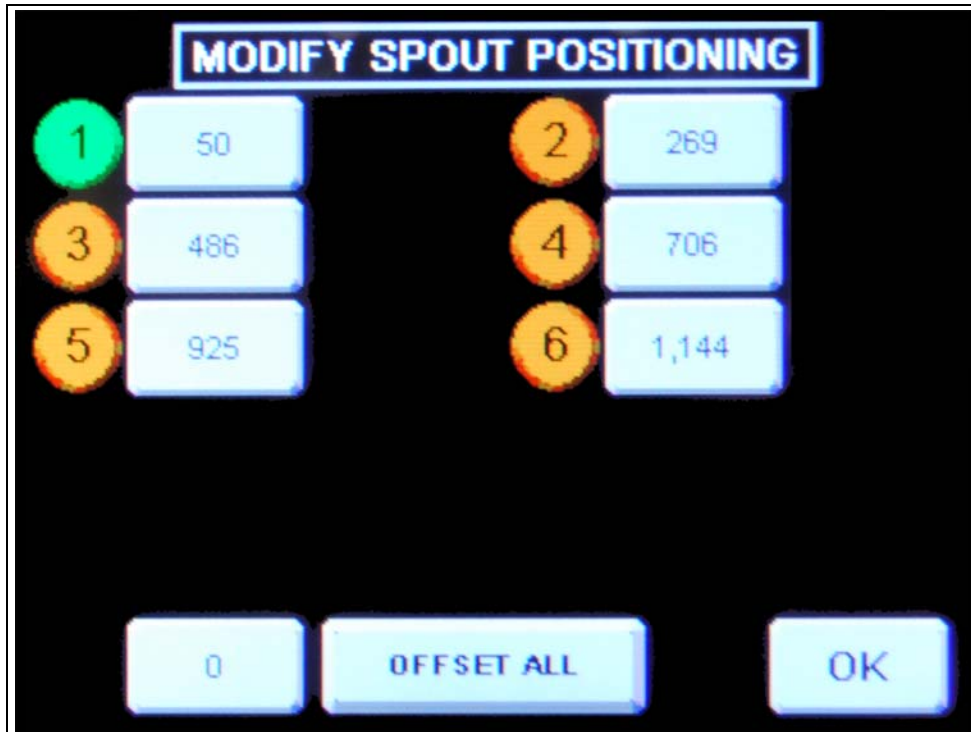 MODIFY SPOUT POSITIONING
1 50 2 269
3 486 4 706
5 925 6 1,144
0 OFFSET ALL OK